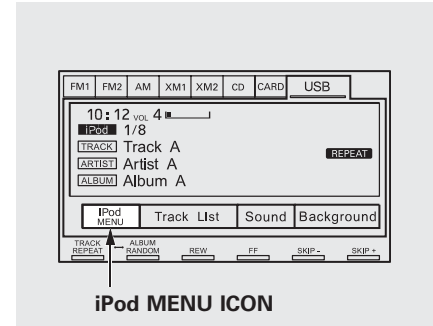 FM1 FM2 AM XM1 XM2 CD CARD USB
10:12 VOL 4
iPod 1/8
TRACK Track A
ARTIST Artist A
REPEAT
ALBUM Album A
iPod MENU Track LIst Sound Background
TRACK REPEAT ALBUM RANDOM REW FF SKIP- SKIP+
iPod MENU ICON